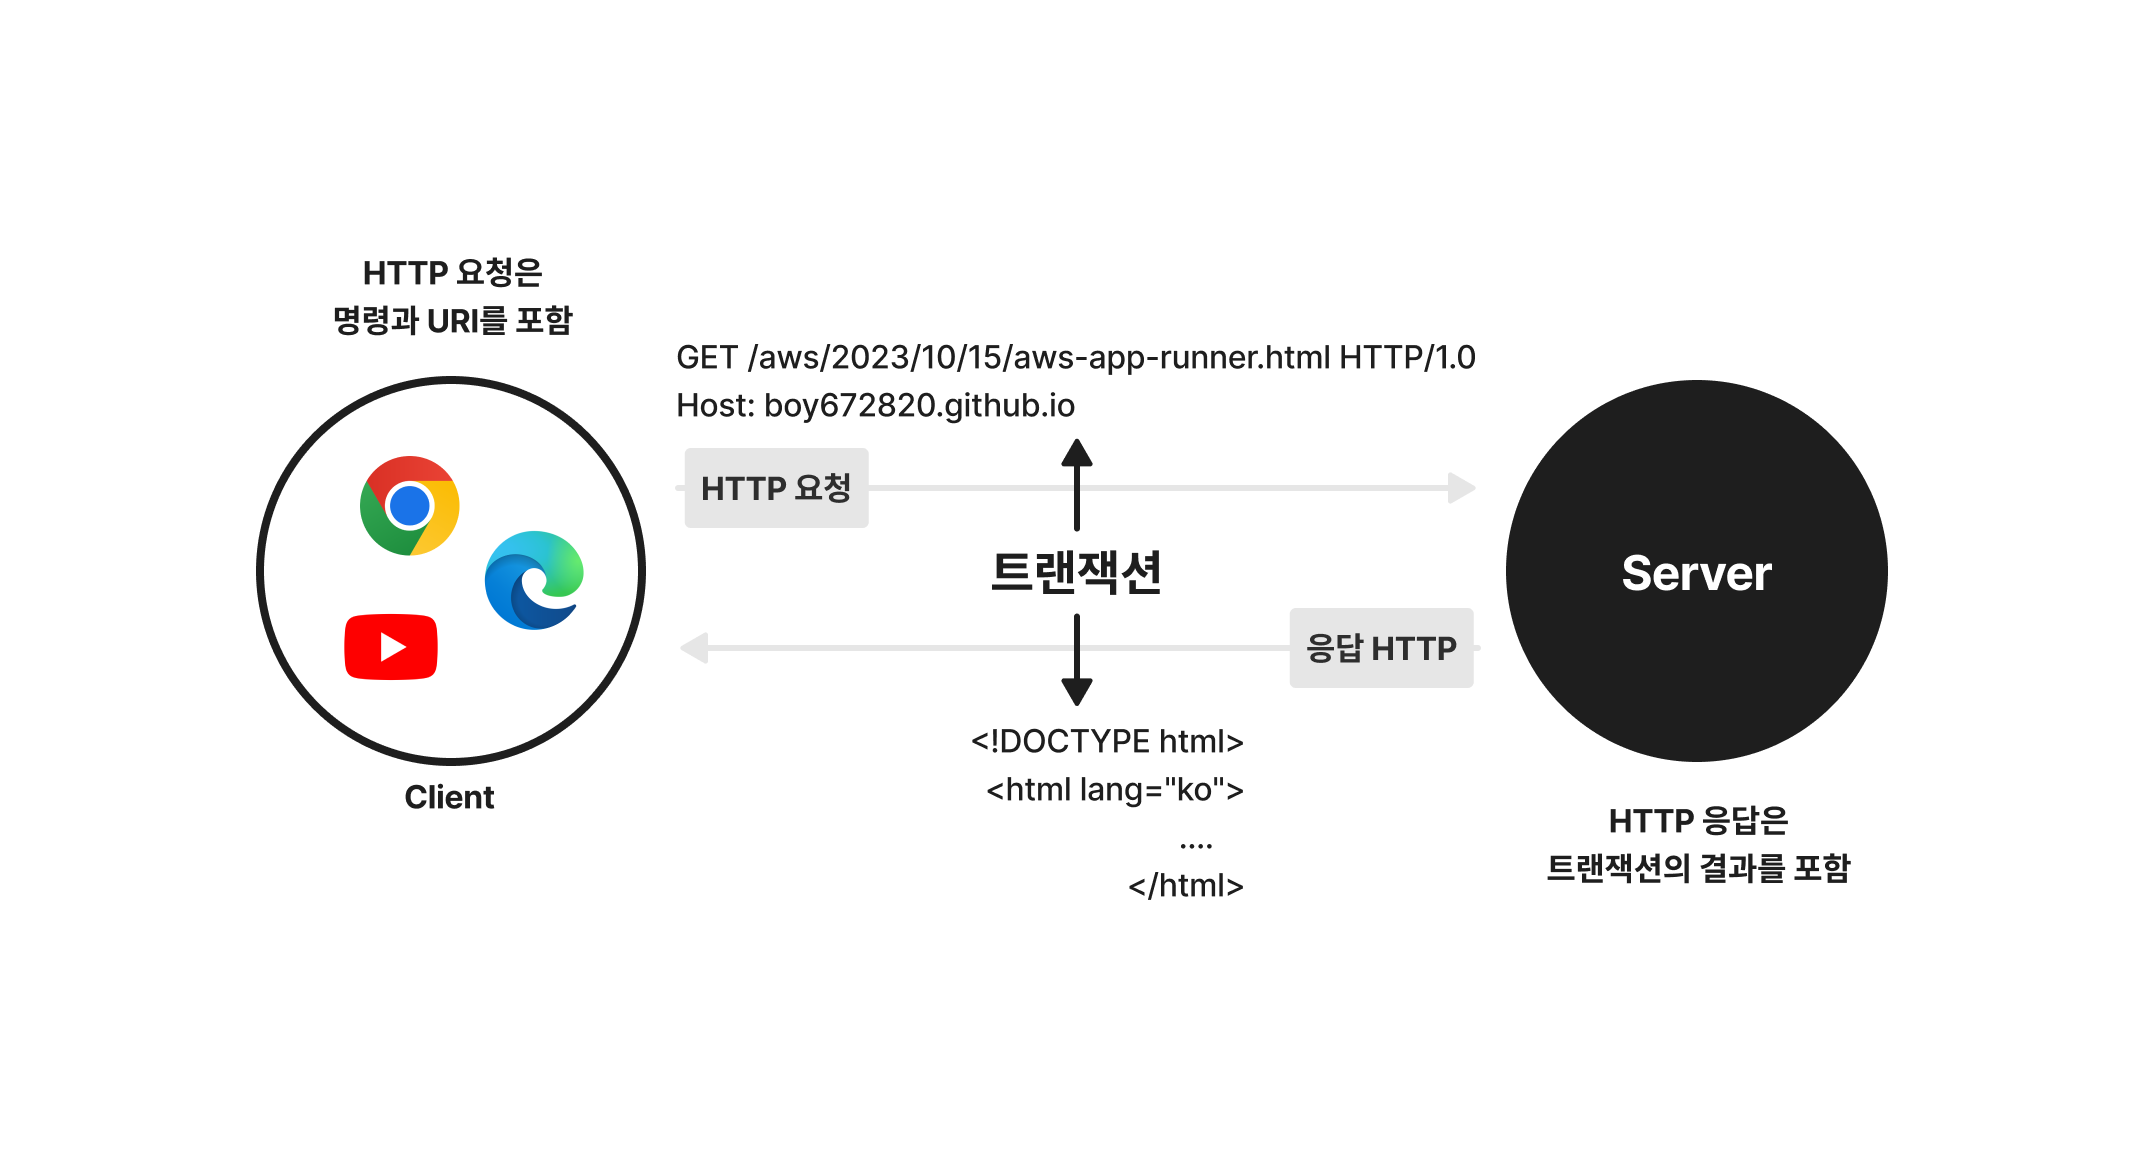 HTTP 요청은
명령과 URI를 포함
GET /aws/2023/10/15/aws-app-runner.html HTTP/1.0
Host: boy672820.github.io
HTTP 요청
트랜잭션
Server
응답 HTTP
<!DOCTYPE html>
<html lang="ko">
....
</html>
Client
HTTP 응답은
트랜잭션의 결과를 포함